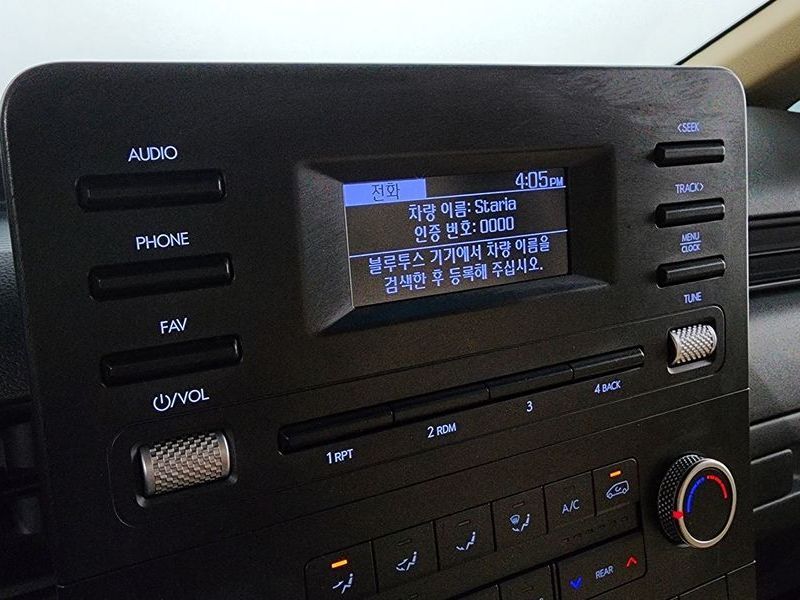 AUDIO
PHONE
FAV
/VOL
전화 4:05PM
차량 이름: Staria
인증 번호: 0000
블루투스 기기에서 차량 이름을
검색한 후 등록해 주십시오.
<SEEK
TRACK>
MENU
CLOCK
TUNE
1 RPT
2 RDM
3
4 BACK
A/C
REAR